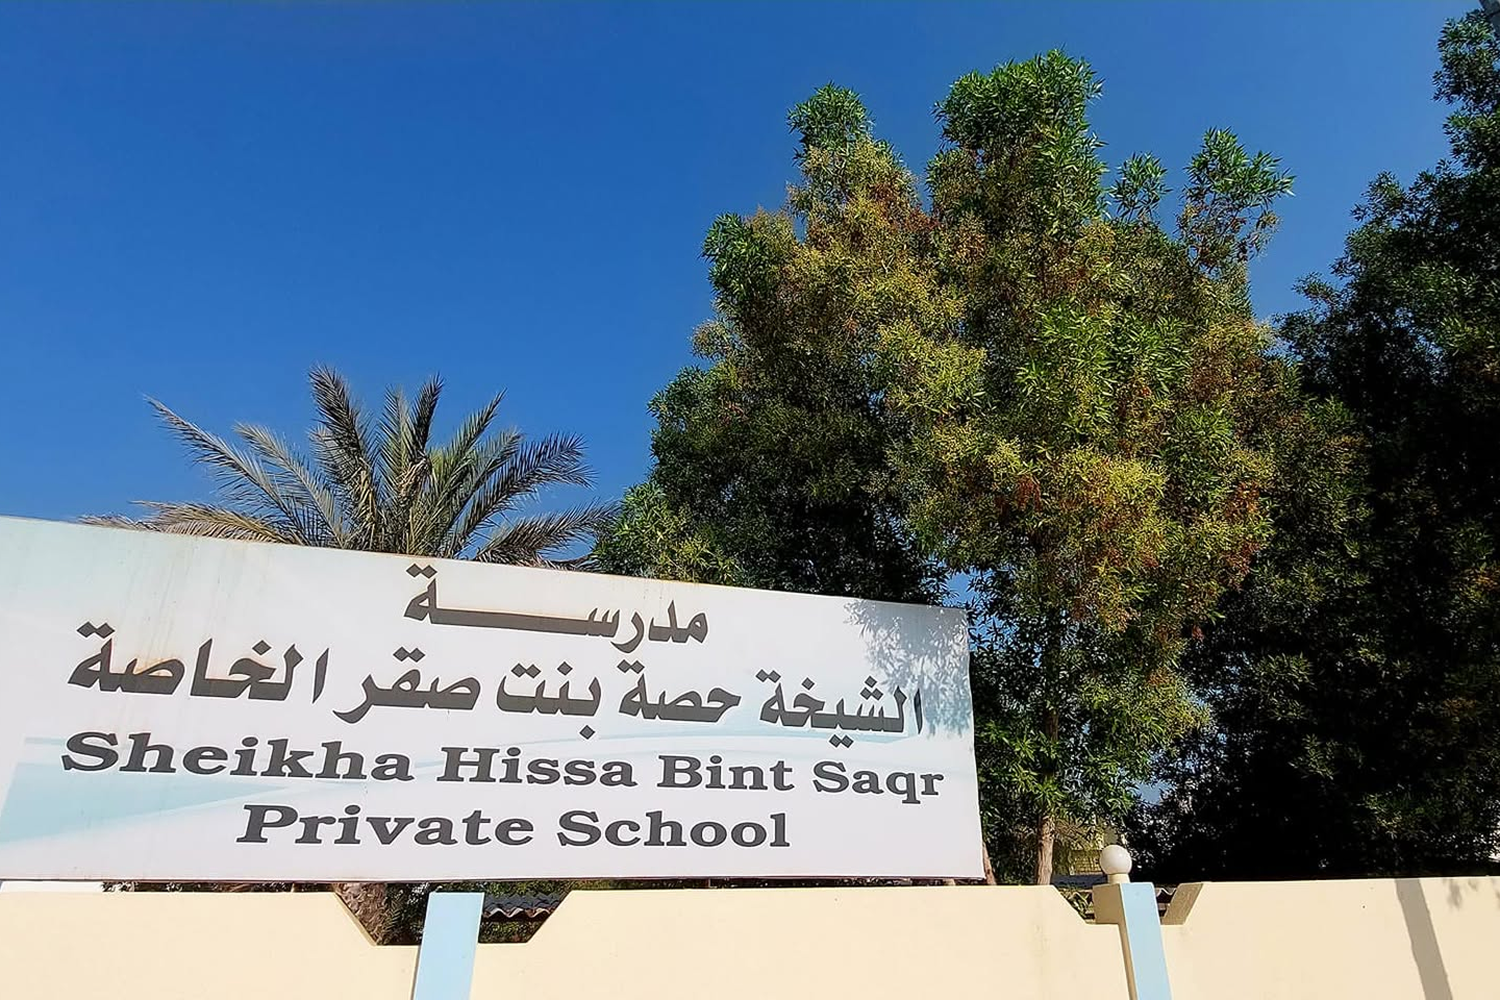 مدرسة
الشيخة حصة بنت صقر الخاصة
Sheikha Hissa Bint Saqr
Private School